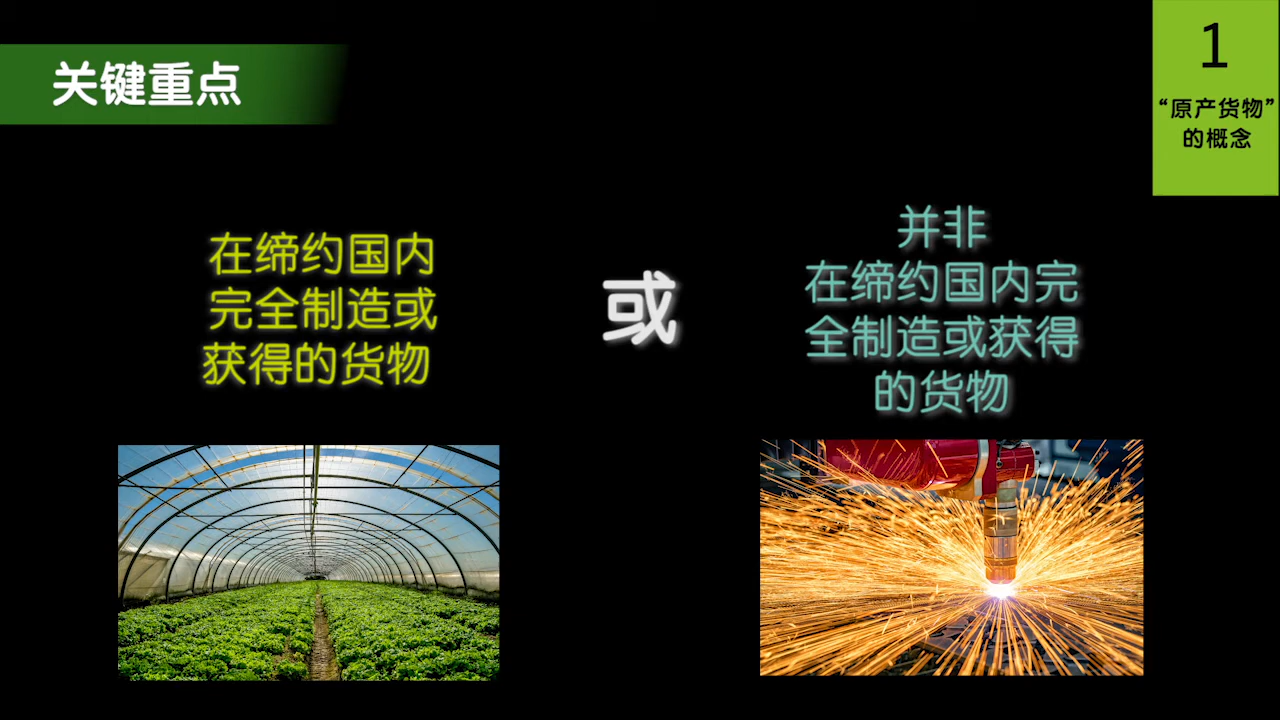 关键重点
1
“原产货物”
的概念
在缔约国内
完全制造或
获得的货物
或
并非
在缔约国内完
全制造或获得
的货物